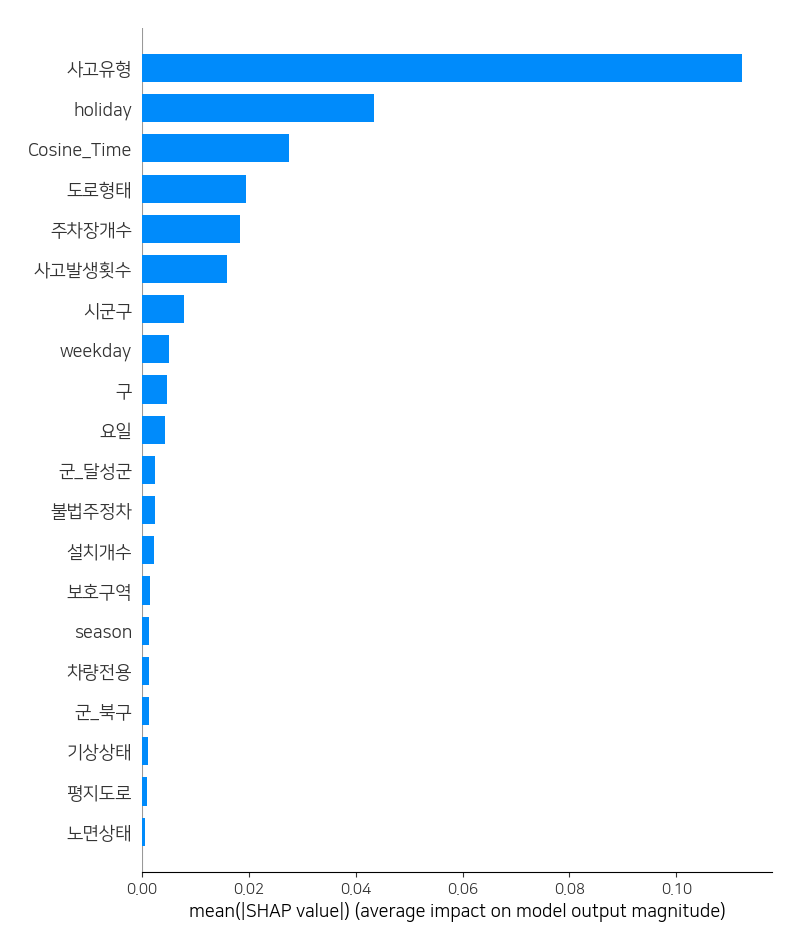 사고유형
holiday
Cosine_Time
도로형태
주차장개수
사고발생횟수
시군구
weekday
구
요일
군_달성군
불법주정차
설치개수
보호구역
season
차량전용
군_북구
기상상태
평지도로
노면상태
0.00 0.02 0.04 0.06 0.08 0.10
mean(|SHAP value|) (average impact on model output magnitude)